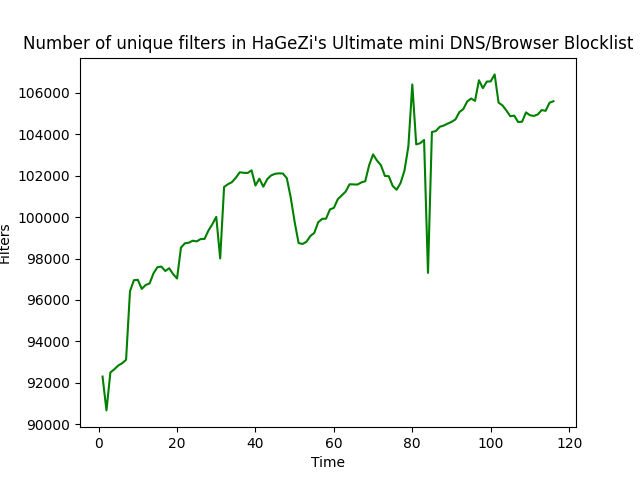 Number of unique filters in HaGeZi's Ultimate mini DNS/Browser Blocklist
106000
104000
102000
100000
98000
96000
94000
92000
90000
Filters
0 20 40 60 80 100 120
Time